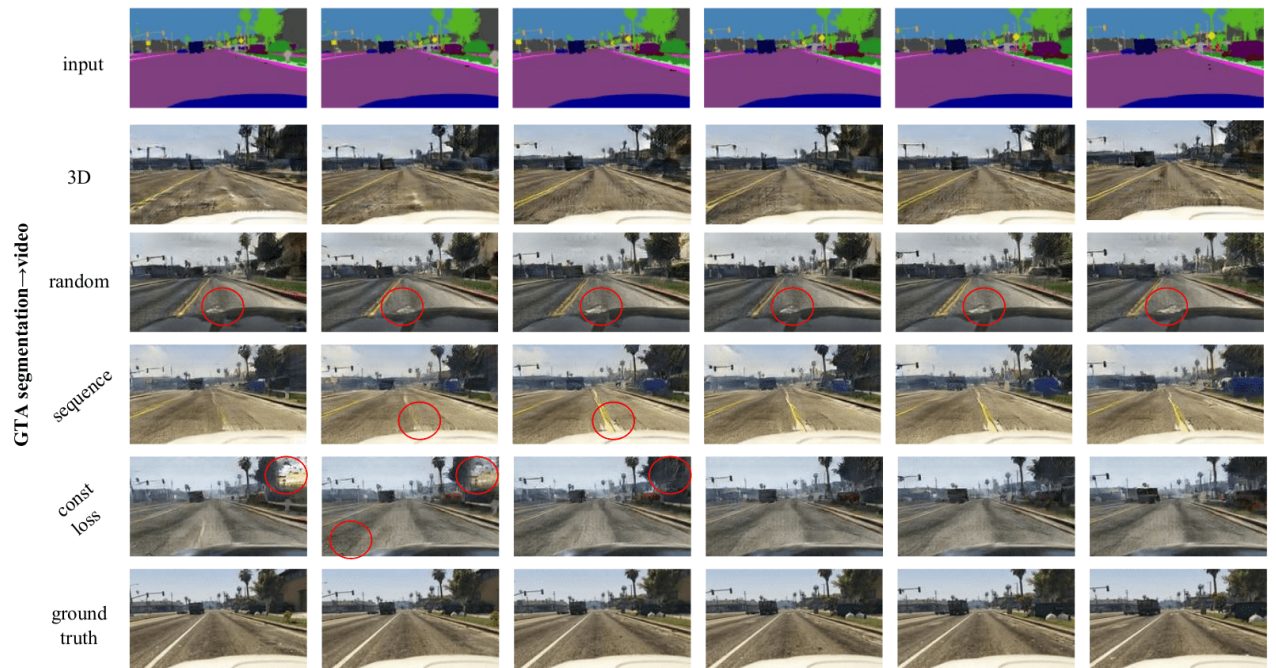 GTA segmentation→video
input
3D
random
sequence
const
loss
ground
truth